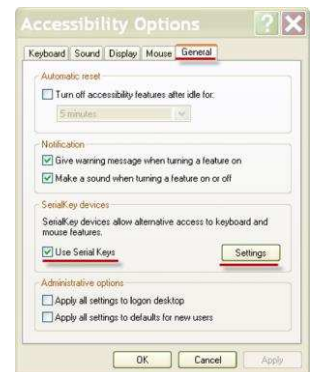 Accessibility Options
Keyboard Sound Display Mouse General
Automatic reset
Turn off accessibility features after idle for:
5 minutes
Notification
Give warning message when turning a feature on
Make a sound when turning a feature on or off
SerialKey devices
SerialKey devices allow alternative access to keyboard and
mouse features.
Use Serial Keys Settings
Administrative options
Apply all settings to logon desktop
Apply all settings to defaults for new users
OK Cancel Apply